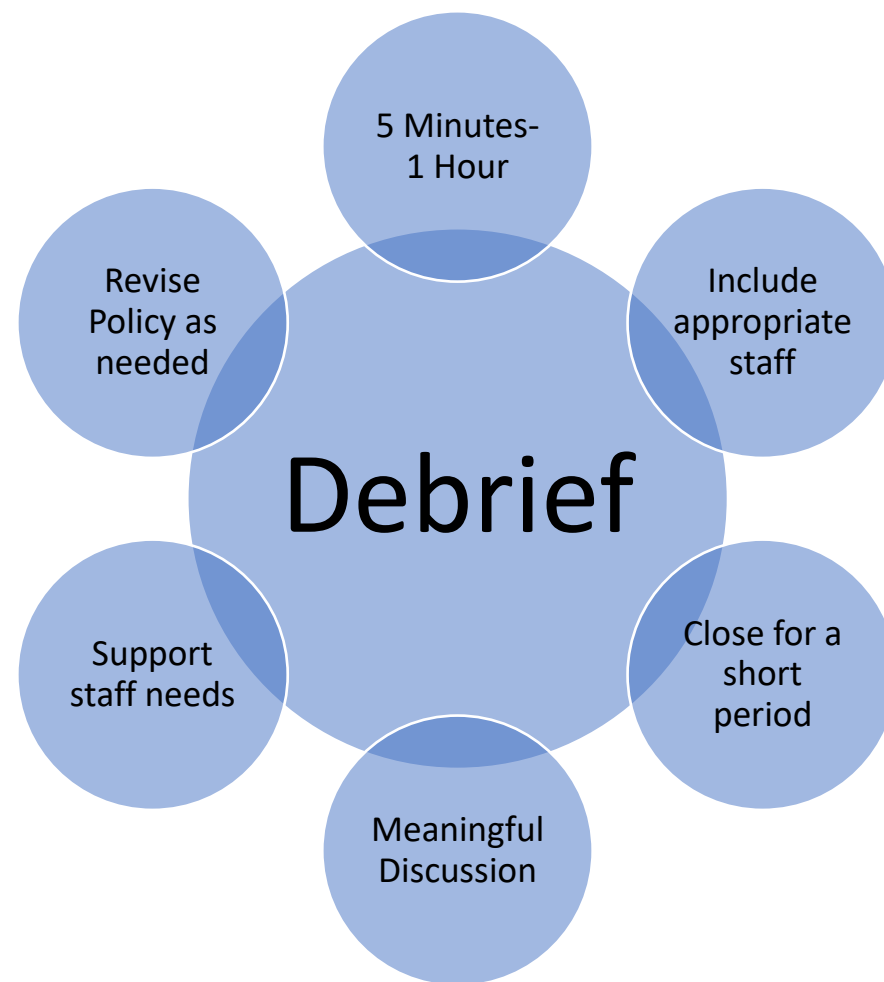 5 Minutes-
1 Hour
Include
appropriate
staff
Close for a
short
period
Meaningful
Discussion
Support
staff needs
Revise
Policy as
needed
Debrief